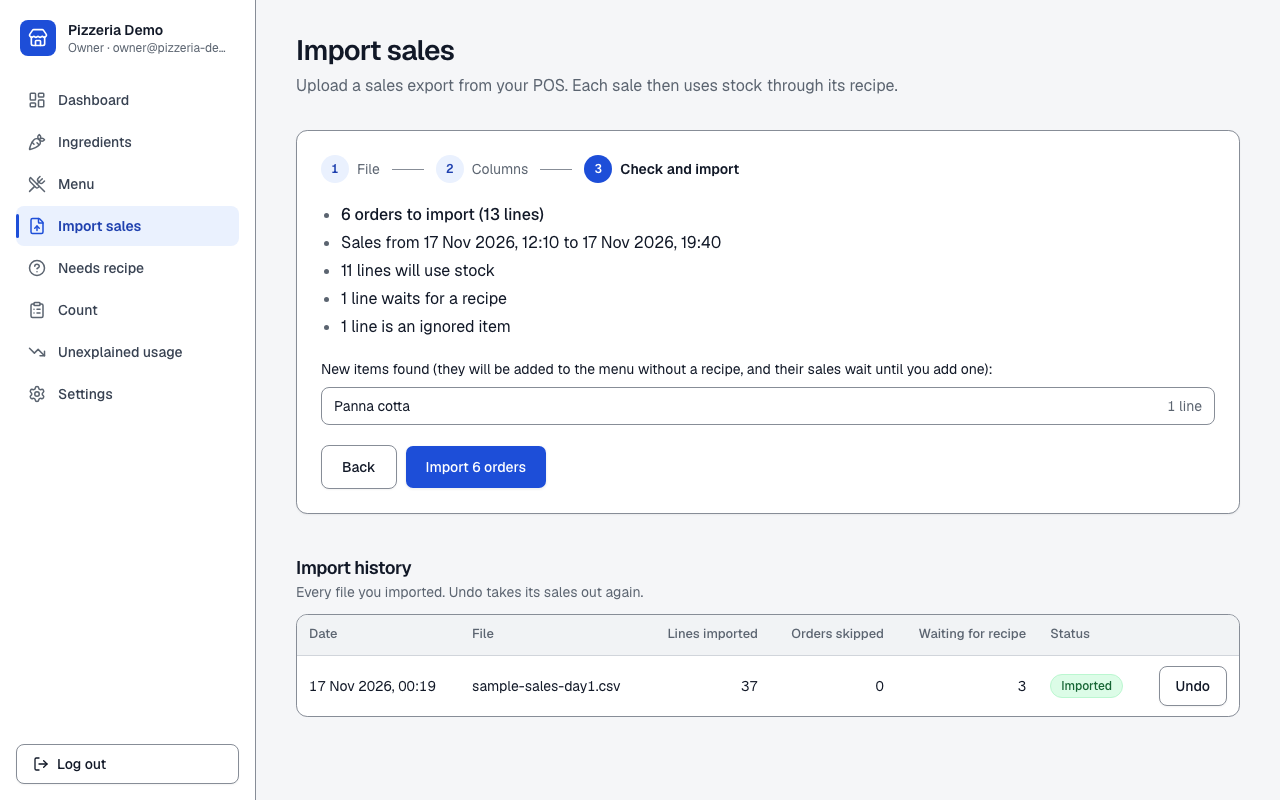 Pizzeria Demo
Owner · owner@pizzeria-de…
Dashboard
Ingredients
Menu
Import sales
Needs recipe
Count
Unexplained usage
Settings
Log out
Import sales
Upload a sales export from your POS. Each sale then uses stock through its recipe.
1 File 2 Columns 3 Check and import
• 6 orders to import (13 lines)
• Sales from 17 Nov 2026, 12:10 to 17 Nov 2026, 19:40
• 11 lines will use stock
• 1 line waits for a recipe
• 1 line is an ignored item
New items found (they will be added to the menu without a recipe, and their sales wait until you add one):
Panna cotta 1 line
Back Import 6 orders
Import history
Every file you imported. Undo takes its sales out again.
Date File Lines imported Orders skipped Waiting for recipe Status
17 Nov 2026, 00:19 sample-sales-day1.csv 37 0 3 Imported Undo